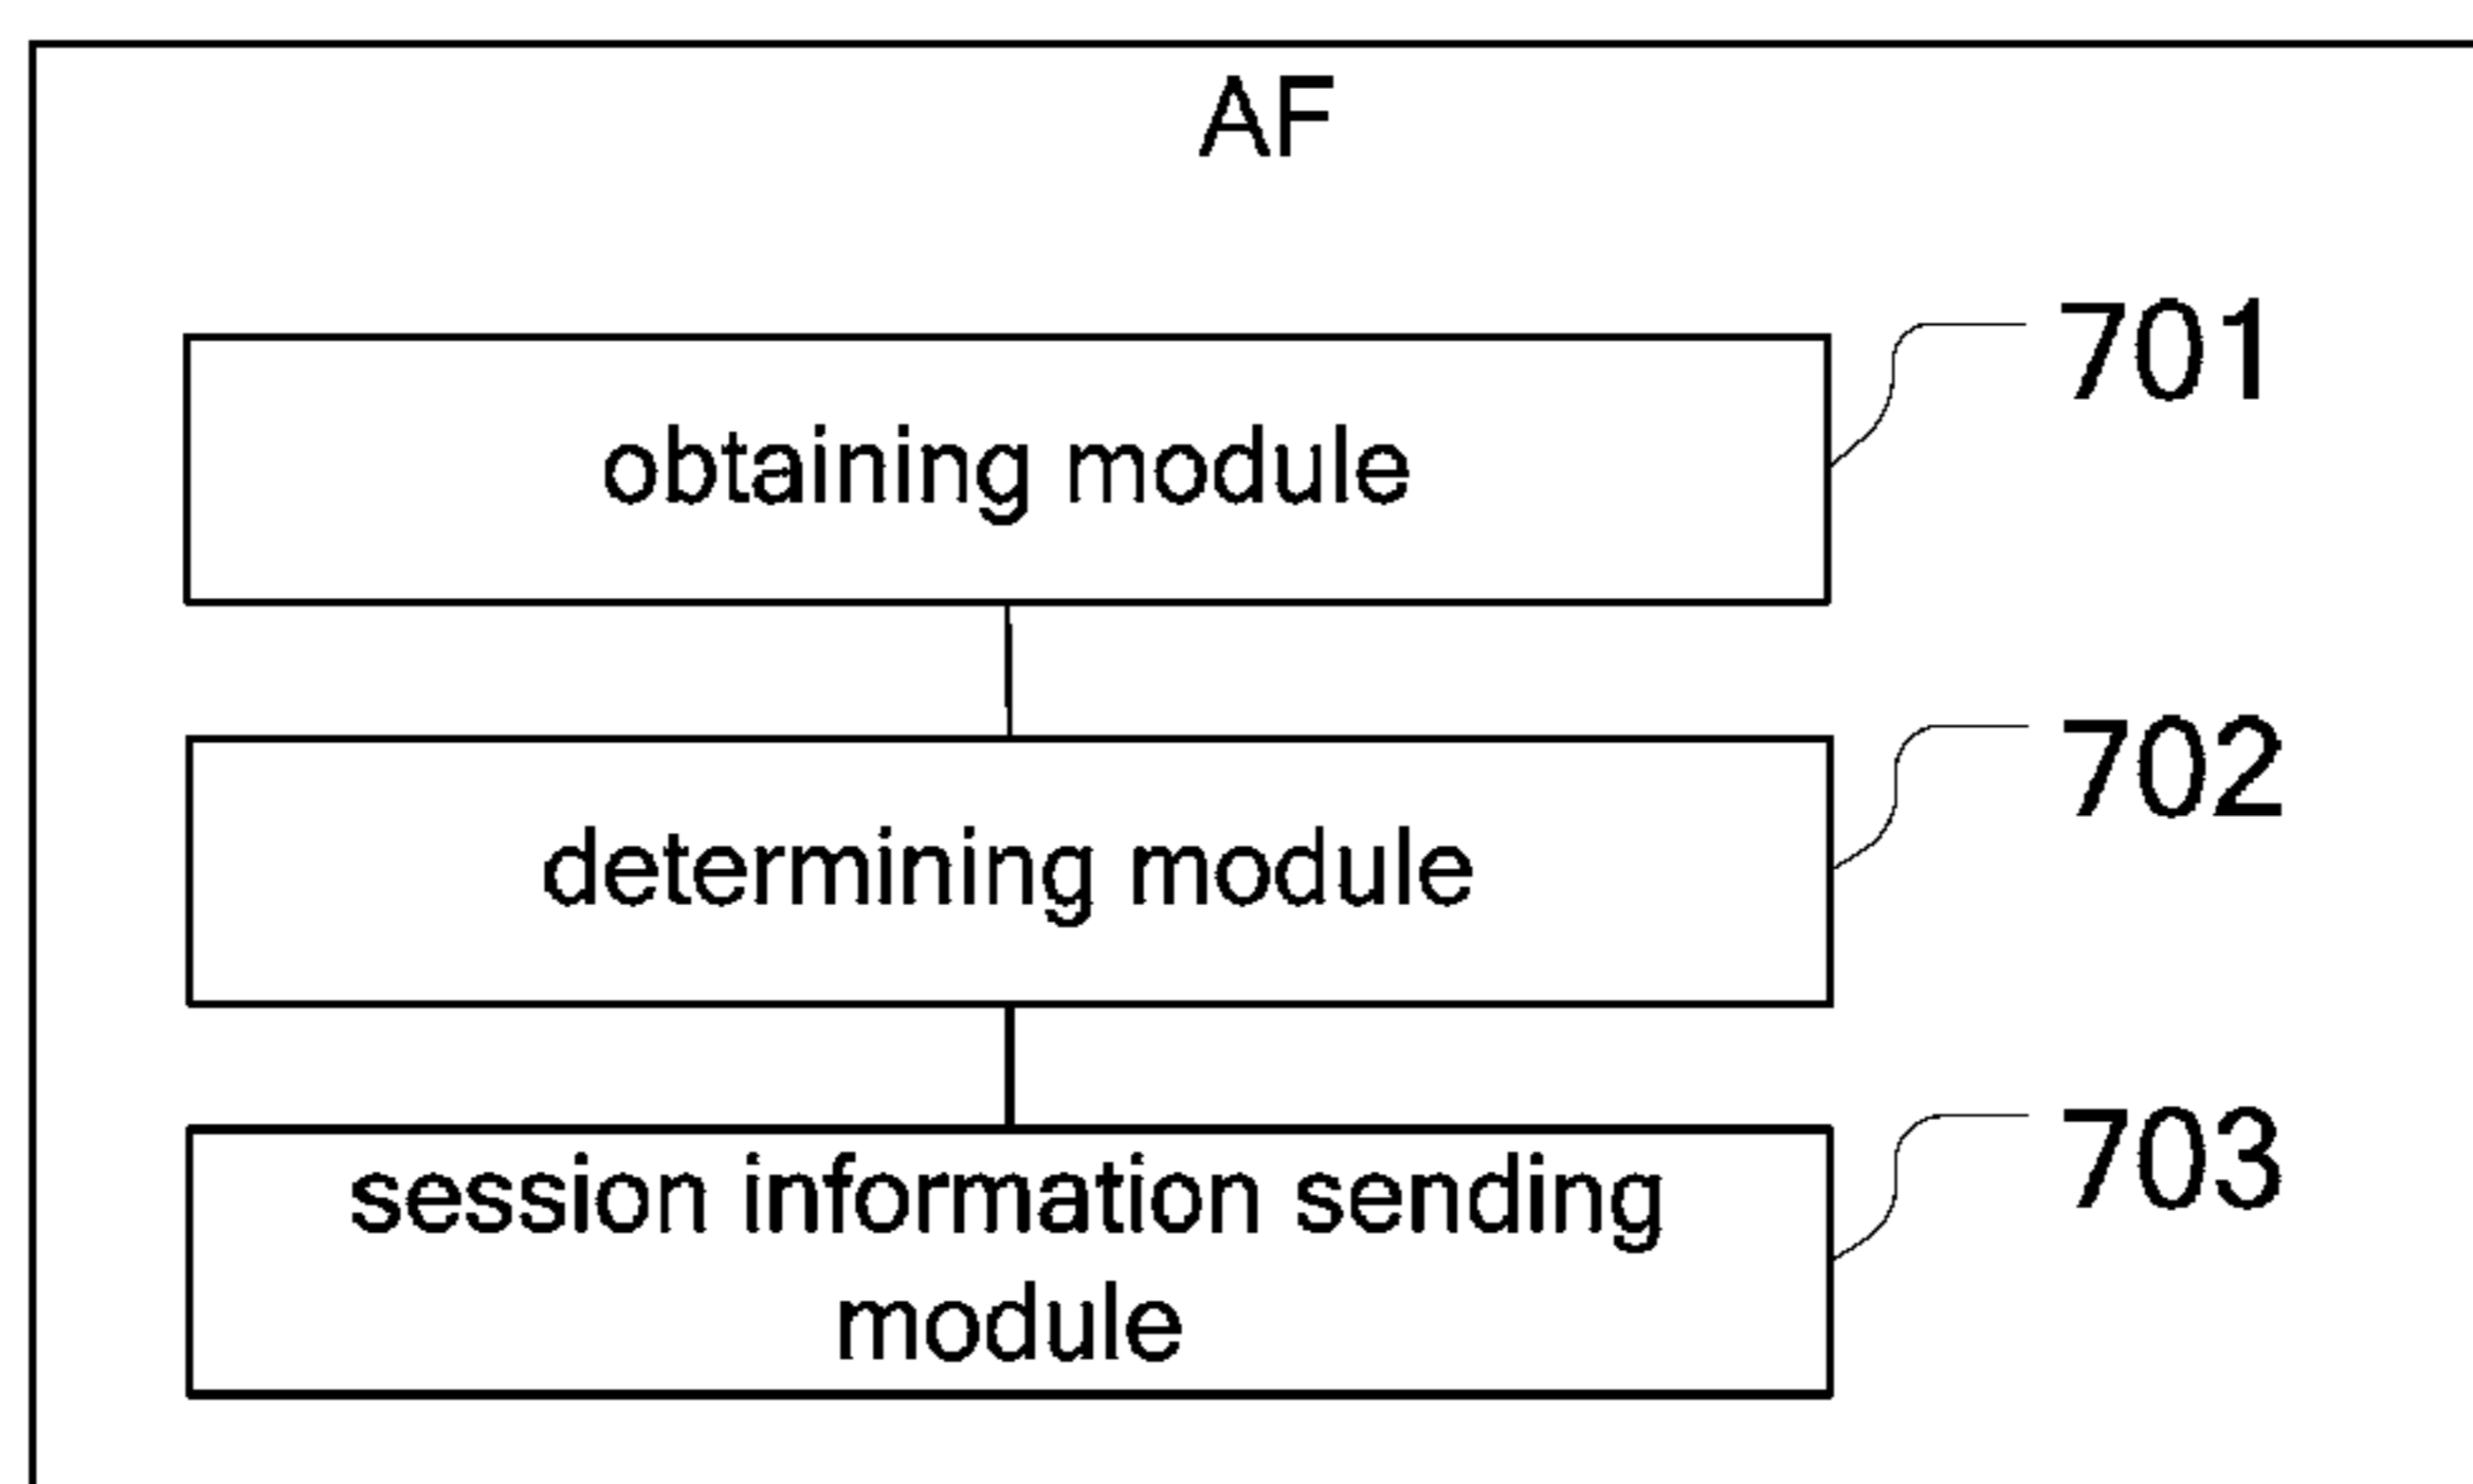 AF
701
obtaining module
702
determining module
703
session information sending
module